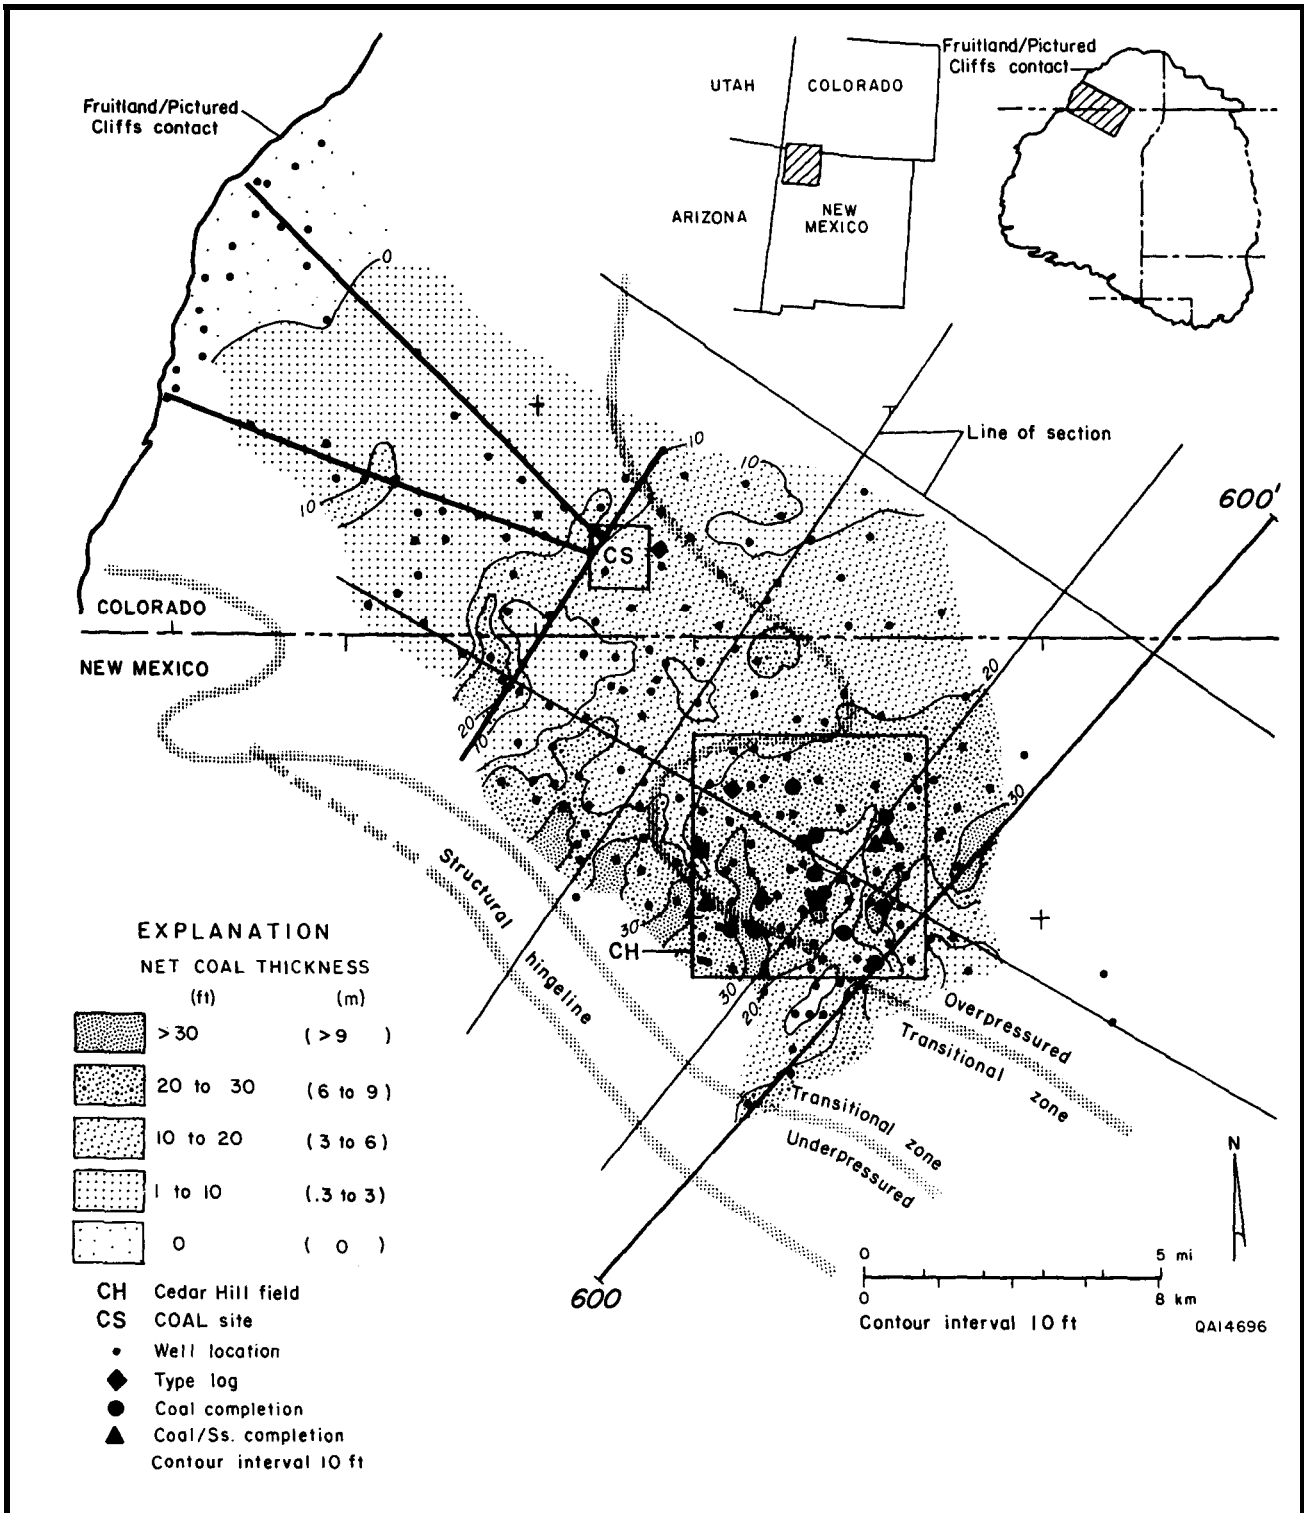 Fruitland/Pictured
Cliffs contact
UTAH
COLORADO
ARIZONA
NEW
MEXICO
Fruitland/Pictured
Cliffs contact
0
10
10
10
Line of section
600'
CS
COLORADO
NEW MEXICO
20
20
10
30
30
CH
30
20
Structural
hingeline
Overpressured
Transitional
zone
Transitional
zone
Underpressured
600
N
EXPLANATION
NET COAL THICKNESS
(ft) (m)
>30 (>9 )
20 to 30 (6 to 9)
10 to 20 (3 to 6)
1 to 10 (.3 to 3)
0 ( 0 )
CH Cedar Hill field
CS COAL site
Well location
Type log
Coal completion
Coal/Ss. completion
Contour interval 10 ft
0 5 mi
0 8 km
Contour interval 10 ft
QA14696